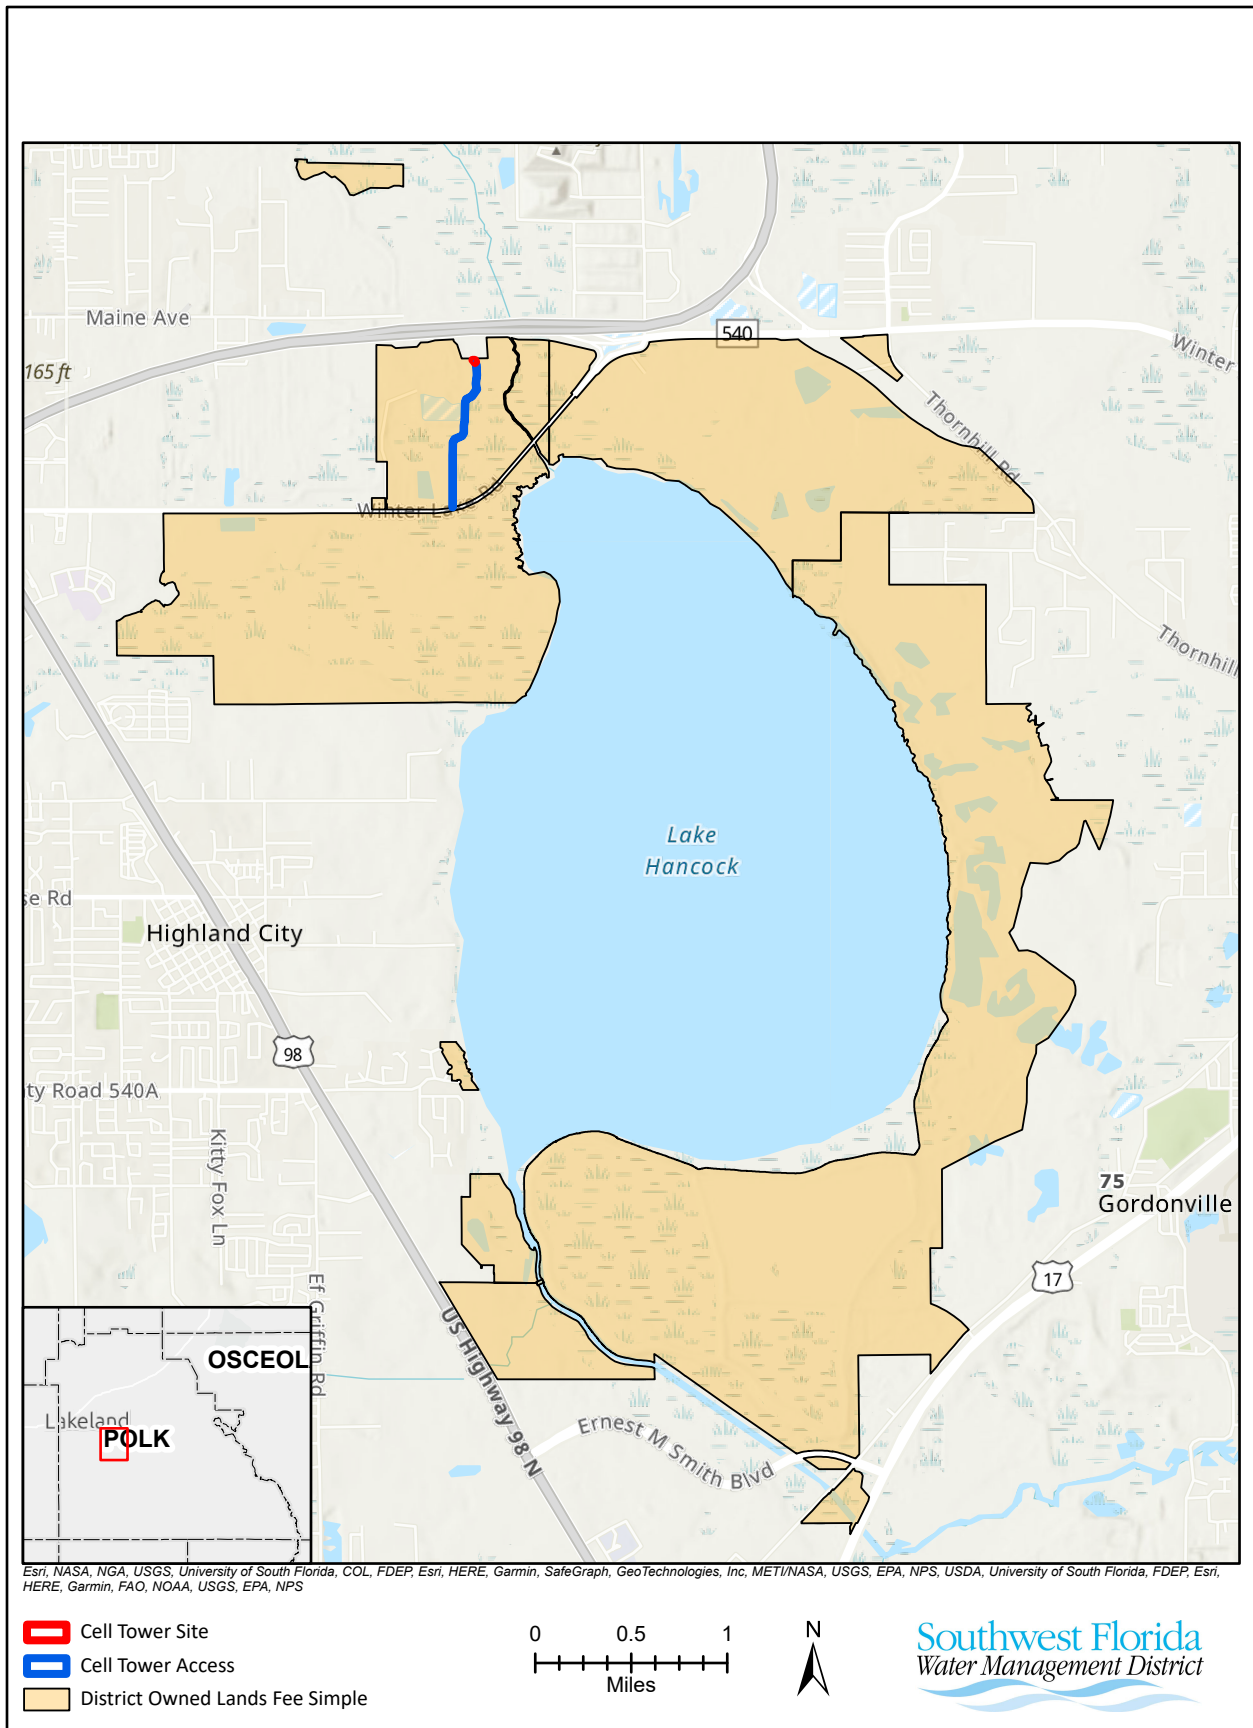 Maine Ave
540
Winter
165 ft
Thornhill Rd
Winter Lake Rd
Thornhill
Lake
Hancock
se Rd
Highland City
98
ty Road 540A
Kitty Fox Ln
75
Gordonville
17
Ef Griffin Rd
US Highway 98 N
Ernest M Smith Blvd
OSCEOL
Lakeland
POLK
Esri, NASA, NGA, USGS, University of South Florida, COL, FDEP, Esri, HERE, Garmin, SafeGraph, GeoTechnologies, Inc, METI/NASA, USGS, EPA, NPS, USDA, University of South Florida, FDEP, Esri,
HERE, Garmin, FAO, NOAA, USGS, EPA, NPS
Cell Tower Site
Cell Tower Access
District Owned Lands Fee Simple
0 0.5 1
Miles
N
Southwest Florida
Water Management District